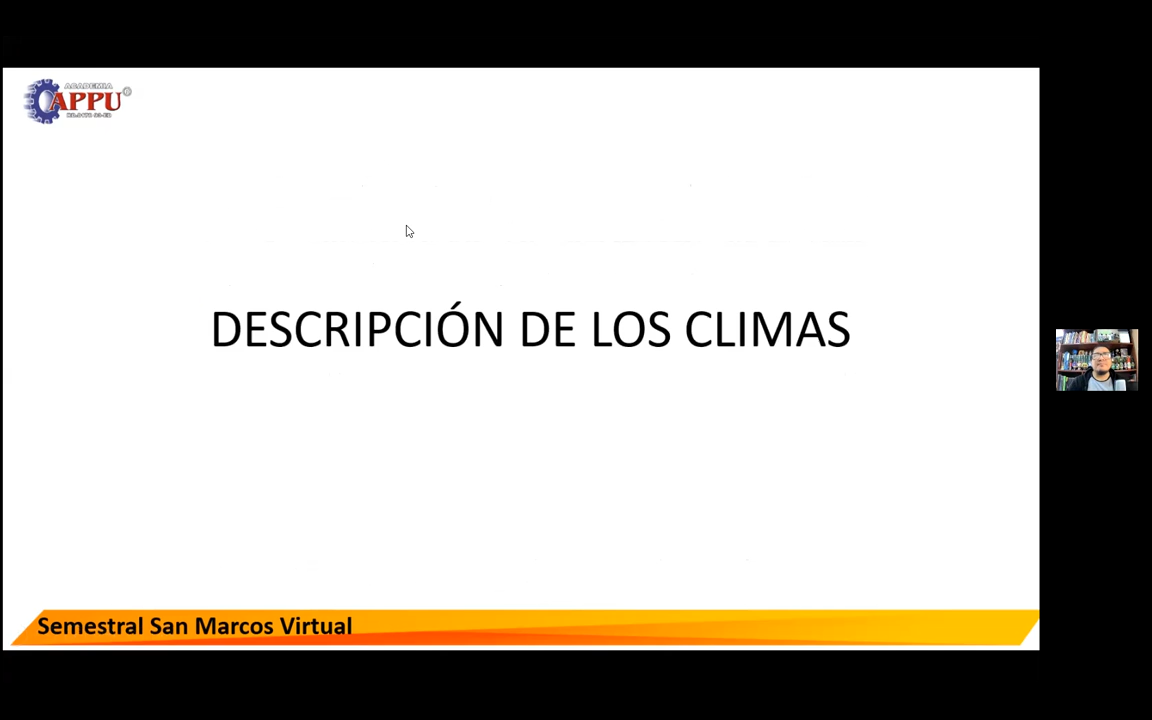 ACADEMIA
APPU
DESCRIPCIÓN DE LOS CLIMAS
Semestral San Marcos Virtual